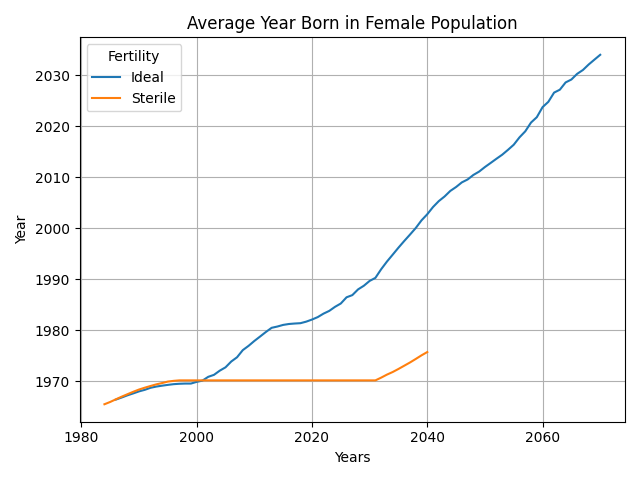 Average Year Born in Female Population
Fertility
Ideal
Sterile
Year
2030
2020
2010
2000
1990
1980
1970
1980 2000 2020 2040 2060
Years